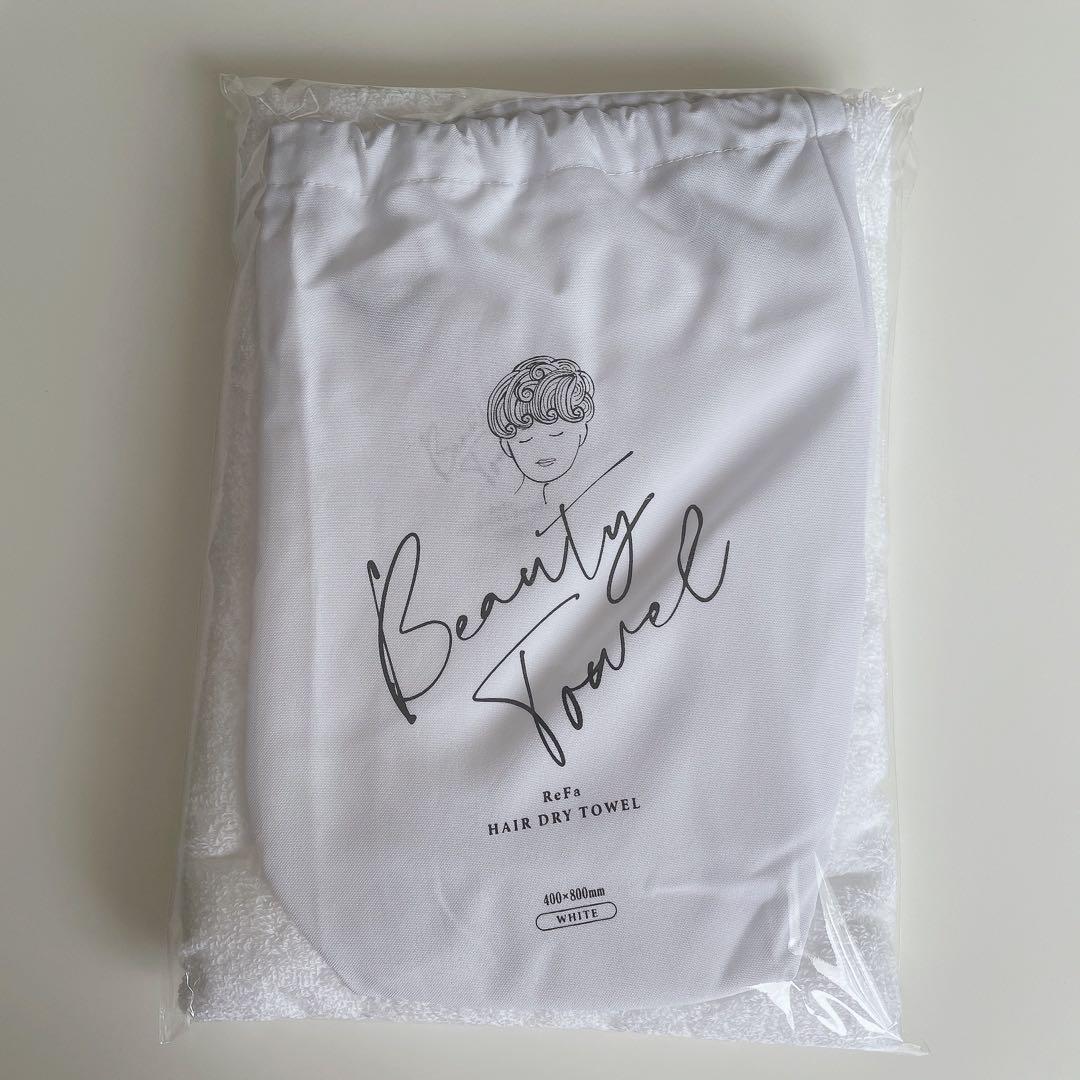 Beauty
Towel
ReFa
HAIR DRY TOWEL
400×800mm
WHITE